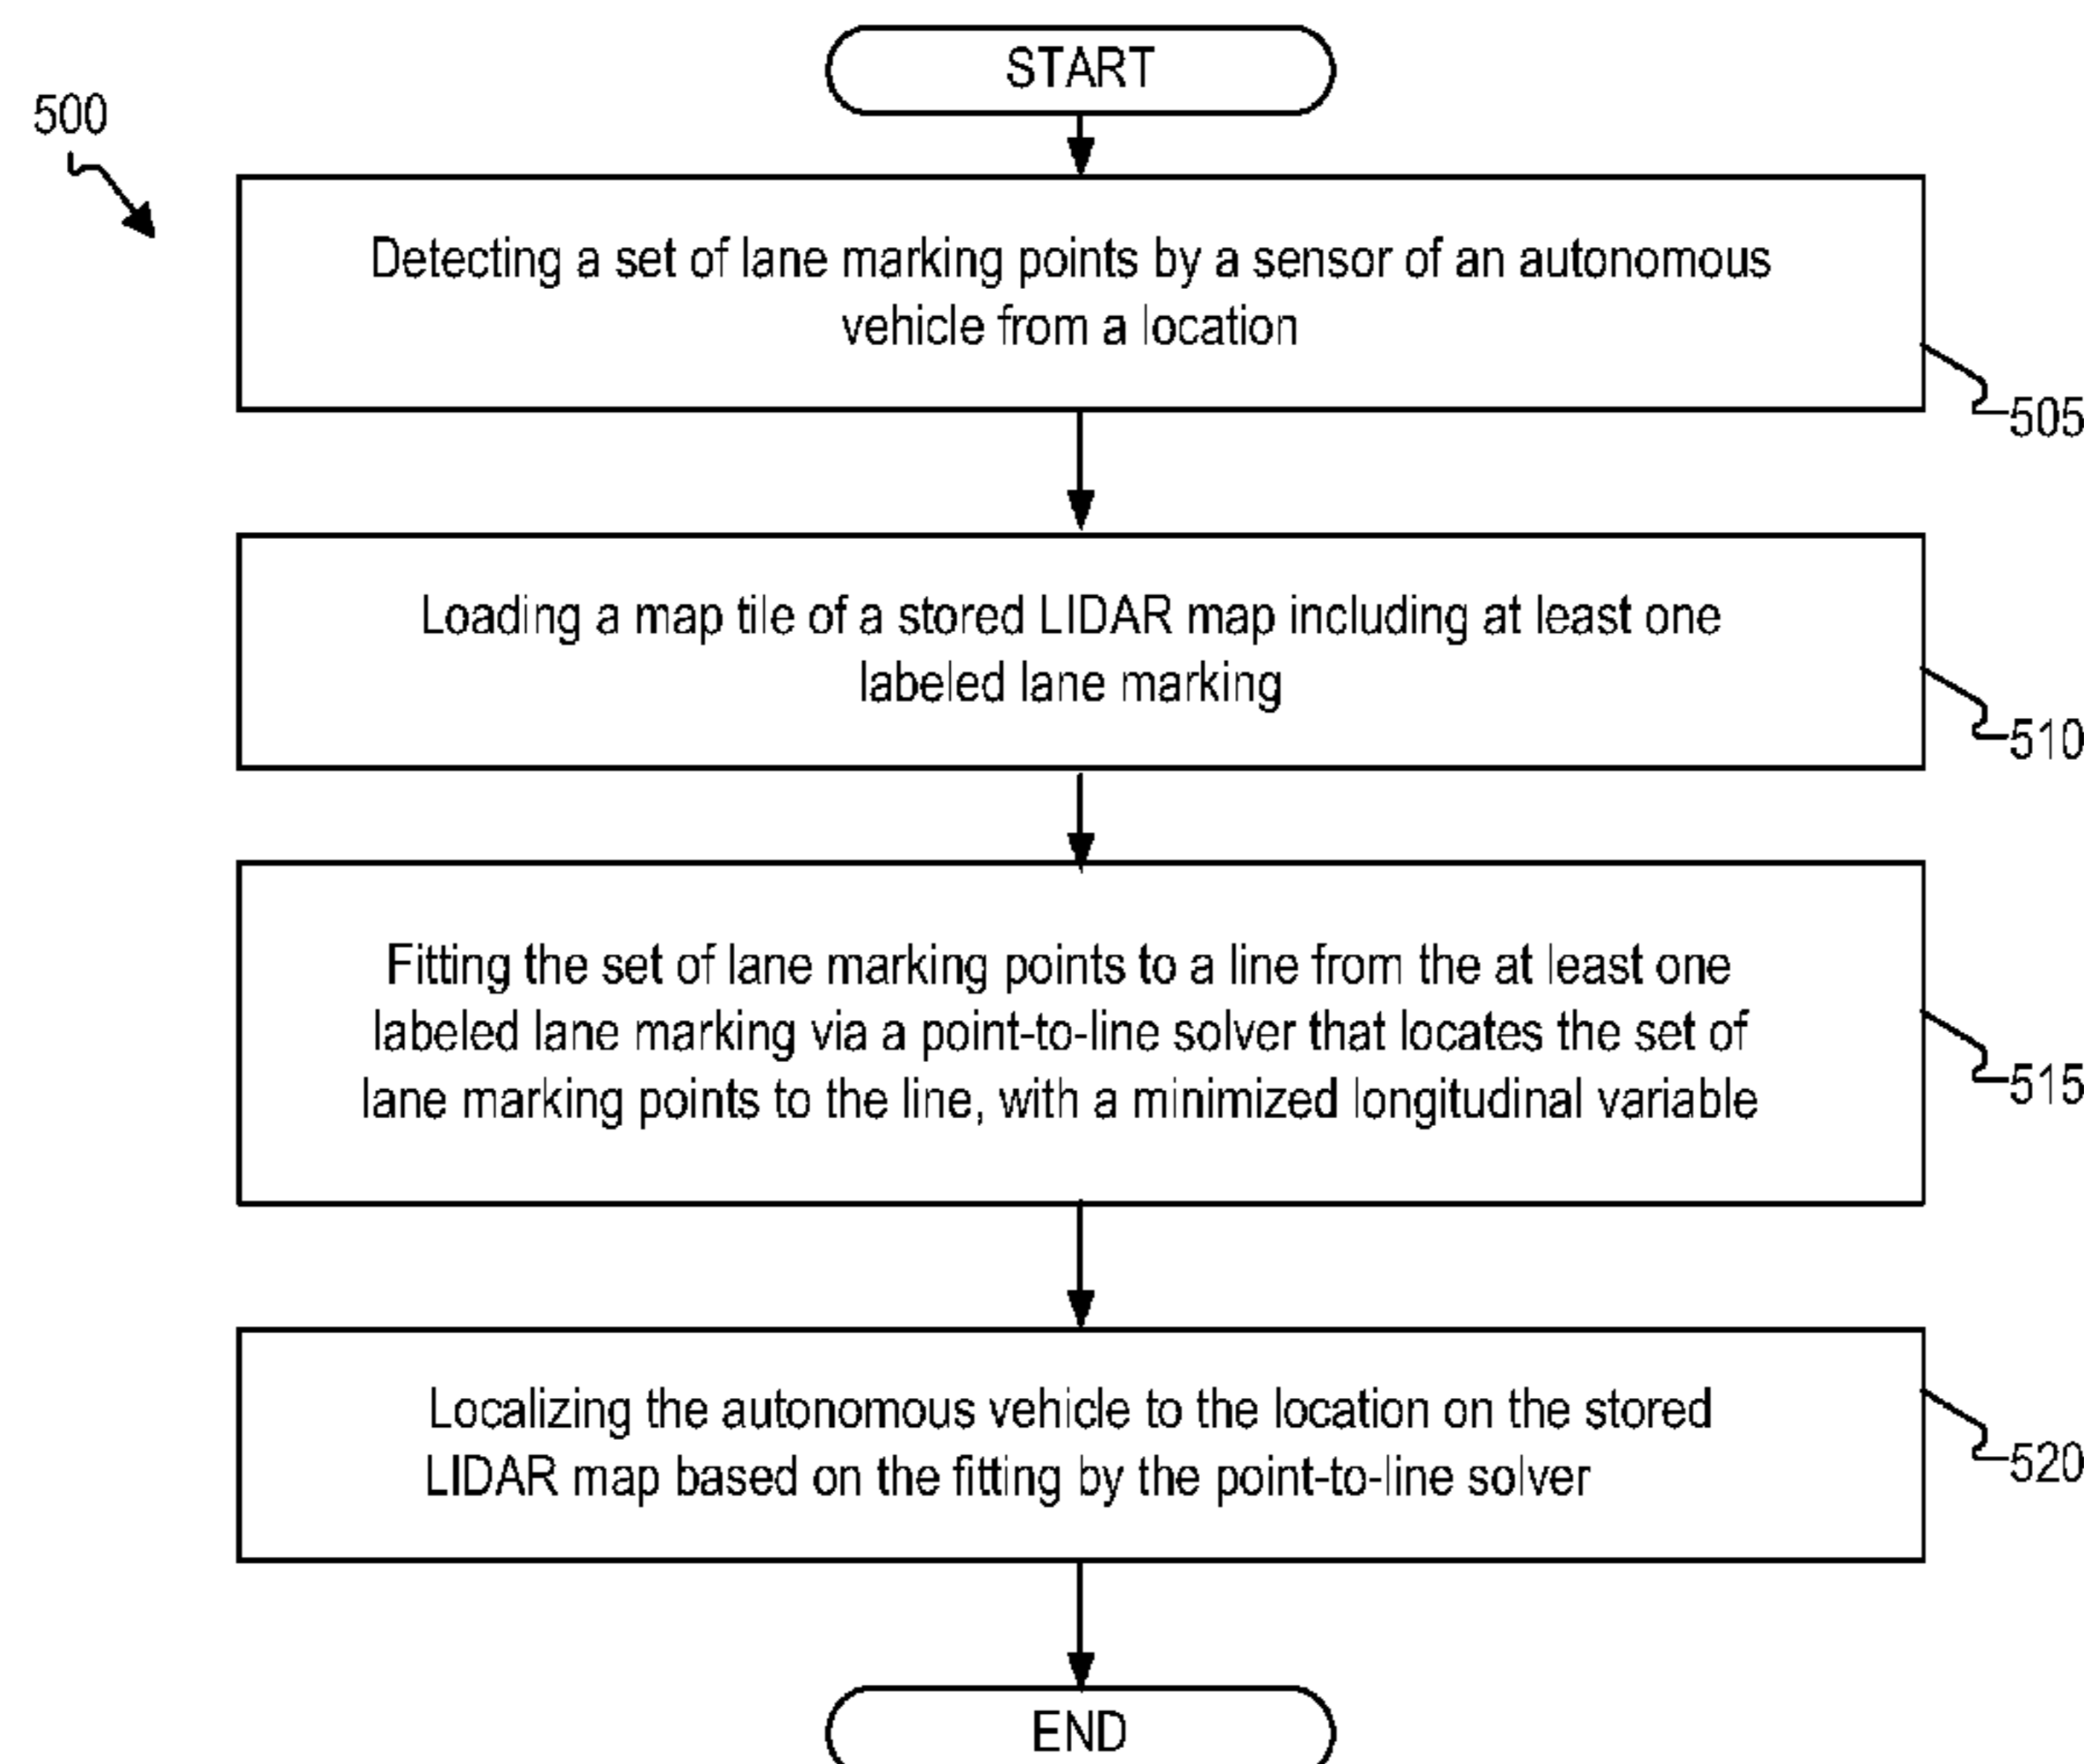 START
500
Detecting a set of lane marking points by a sensor of an autonomous
vehicle from a location
505
Loading a map tile of a stored LIDAR map including at least one
labeled lane marking
510
Fitting the set of lane marking points to a line from the at least one
labeled lane marking via a point-to-line solver that locates the set of
lane marking points to the line, with a minimized longitudinal variable
515
Localizing the autonomous vehicle to the location on the stored
LIDAR map based on the fitting by the point-to-line solver
520
END